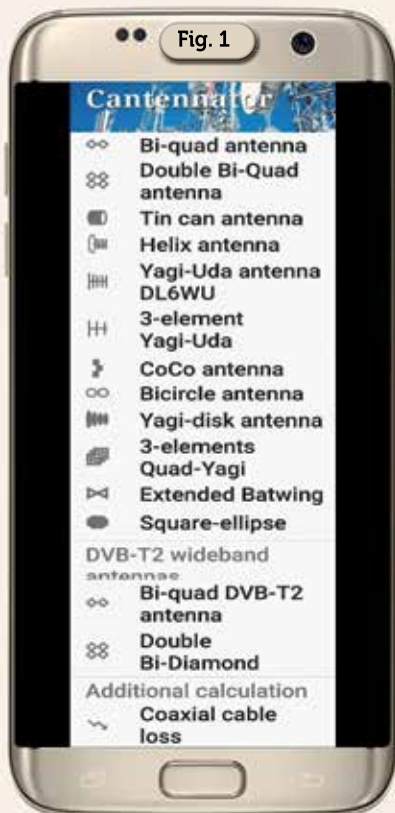 Fig. 1
Cantennator
Bi-quad antenna
Double Bi-Quad
antenna
Tin can antenna
Helix antenna
Yagi-Uda antenna
DL6WU
3-element
Yagi-Uda
CoCo antenna
Bicircle antenna
Yagi-disk antenna
3-elements
Quad-Yagi
Extended Batwing
Square-ellipse
DVB-T2 wideband
antennas
Bi-quad DVB-T2
antenna
Double
Bi-Diamond
Additional calculation
Coaxial cable
loss